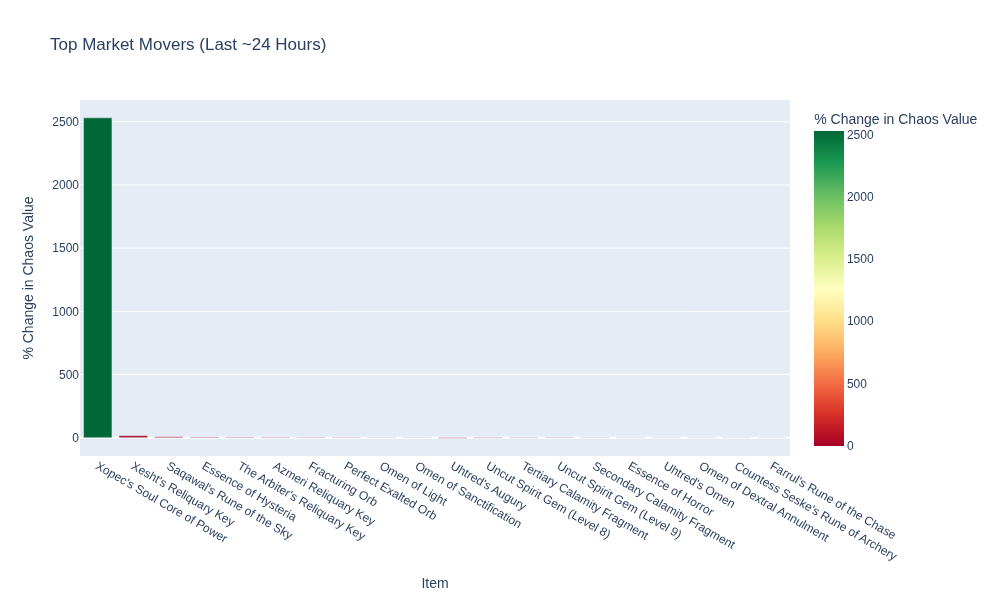 Top Market Movers (Last ~24 Hours)
% Change in Chaos Value
2500
2000
1500
1000
500
0
% Change in Chaos Value
2500
2000
1500
1000
500
0
Xopec's Soul Core of Power
Xesht's Reliquary Key
Saqawal's Rune of the Sky
Essence of Hysteria
The Arbiter's Reliquary Key
Azmeri Reliquary Key
Fracturing Orb
Perfect Exalted Orb
Omen of Light
Omen of Sanctification
Uhtred's Augury
Uncut Spirit Gem (Level 8)
Tertiary Calamity Fragment
Uncut Spirit Gem (Level 9)
Secondary Calamity Fragment
Essence of Horror
Uhtred's Omen
Omen of Dextral Annulment
Countess Seske's Rune of Archery
Farrul's Rune of the Chase
Item